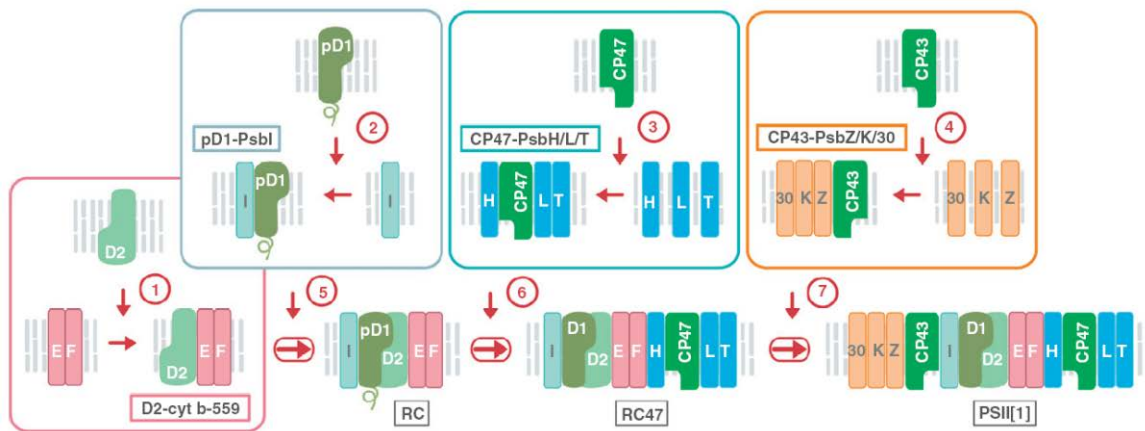 pD1
2
pD1-PsbI
I
pD1
I
CP47
3
CP47-PsbH/L/T
H
CP47
L
T
H
L
T
CP43
4
CP43-PsbZ/K/30
30
K
Z
CP43
30
K
Z
D2
1
E
F
D2
E
F
D2-cyt b-559
5
I
pD1
D2
E
F
RC
6
I
D1
D2
E
F
H
CP47
L
T
RC47
7
30
K
Z
CP43
I
D1
D2
E
F
H
CP47
L
T
PSII[1]